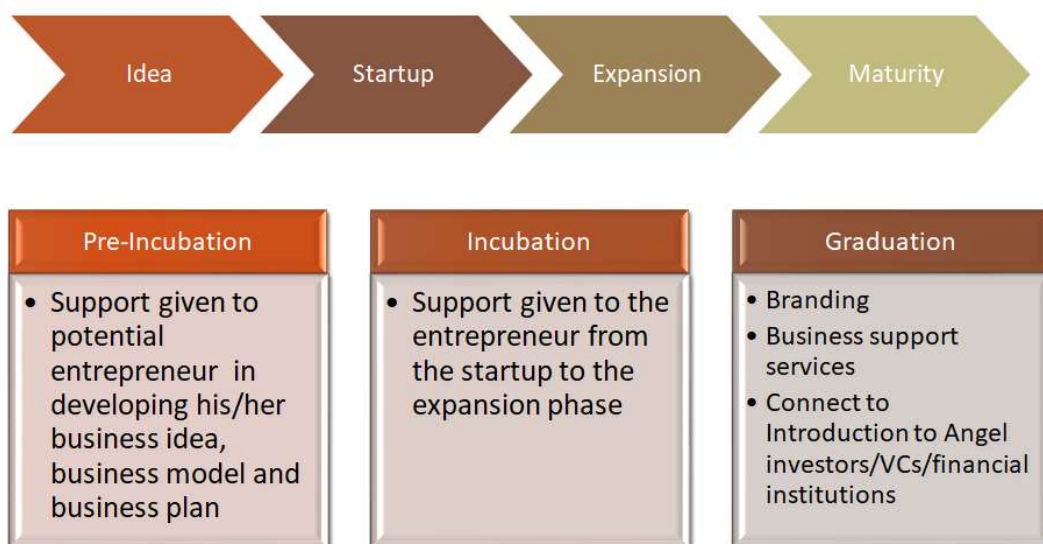 Idea
Startup
Expansion
Maturity
Pre-Incubation
• Support given to
potential
entrepreneur in
developing his/her
business idea,
business model and
business plan
Incubation
• Support given to the
entrepreneur from
the startup to the
expansion phase
Graduation
• Branding
• Business support
services
• Connect to
Introduction to Angel
investors/VCs/financial
institutions